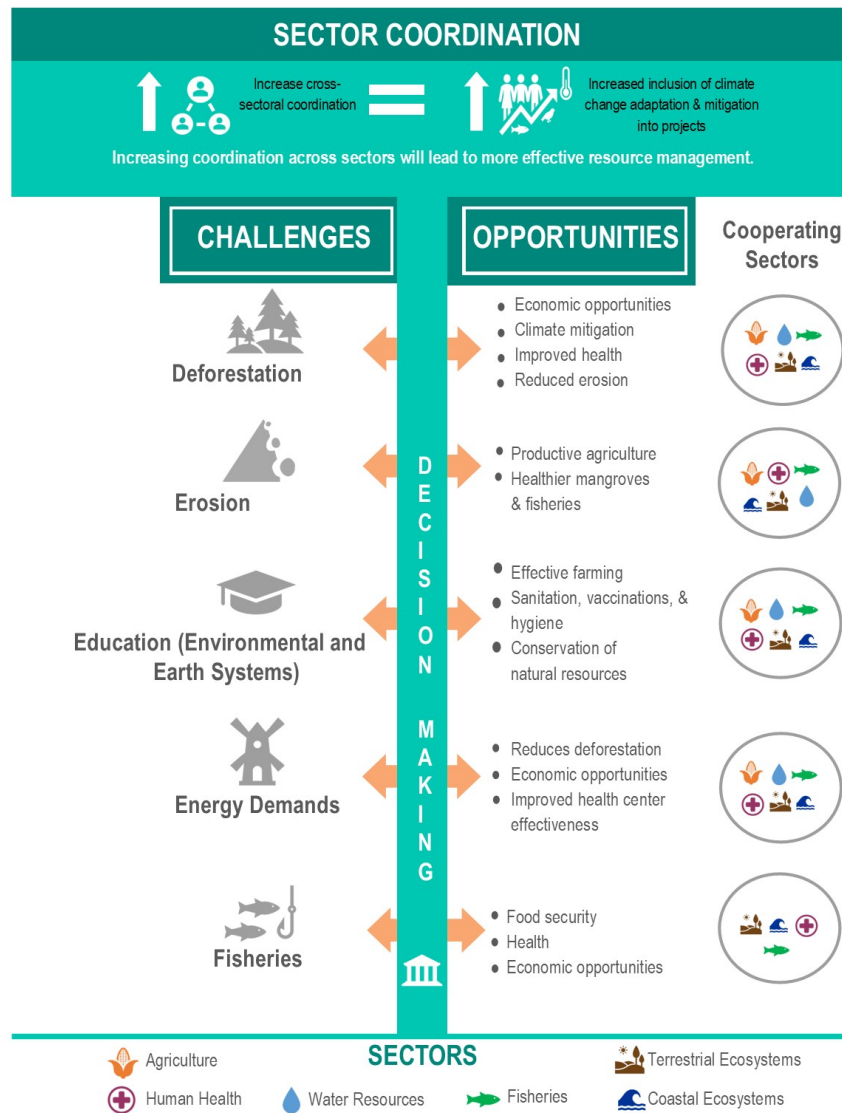 SECTOR COORDINATION
Increase cross-
sectoral coordination
Increased inclusion of climate
change adaptation & mitigation
into projects
Increasing coordination across sectors will lead to more effective resource management.
CHALLENGES
OPPORTUNITIES
Cooperating
Sectors
Deforestation
• Economic opportunities
• Climate mitigation
• Improved health
• Reduced erosion
Erosion
• Productive agriculture
• Healthier mangroves
& fisheries
Education (Environmental and
Earth Systems)
• Effective farming
• Sanitation, vaccinations, &
hygiene
• Conservation of
natural resources
Energy Demands
• Reduces deforestation
• Economic opportunities
• Improved health center
effectiveness
Fisheries
• Food security
• Health
• Economic opportunities
DECISION MAKING
SECTORS
Agriculture
Terrestrial Ecosystems
Human Health
Water Resources
Fisheries
Coastal Ecosystems